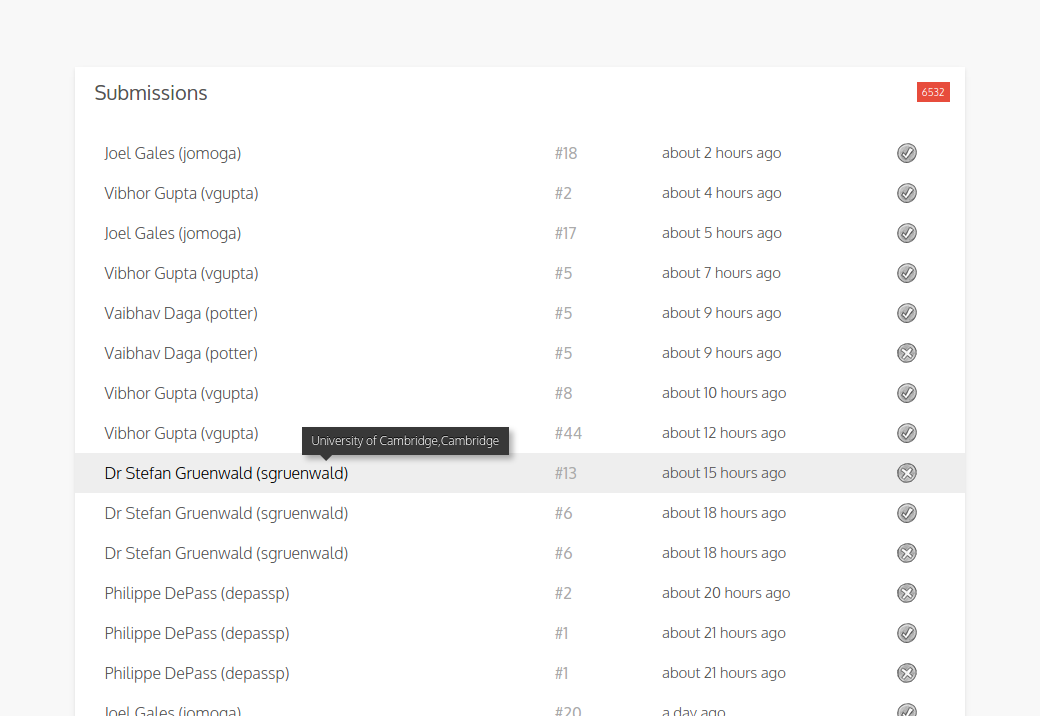 Submissions 6532
Joel Gales (jomoga) #18 about 2 hours ago
Vibhor Gupta (vgupta) #2 about 4 hours ago
Joel Gales (jomoga) #17 about 5 hours ago
Vibhor Gupta (vgupta) #5 about 7 hours ago
Vaibhav Daga (potter) #5 about 9 hours ago
Vaibhav Daga (potter) #5 about 9 hours ago
Vibhor Gupta (vgupta) #8 about 10 hours ago
Vibhor Gupta (vgupta) #44 about 12 hours ago
University of Cambridge,Cambridge
Dr Stefan Gruenwald (sgruenwald) #13 about 15 hours ago
Dr Stefan Gruenwald (sgruenwald) #6 about 18 hours ago
Dr Stefan Gruenwald (sgruenwald) #6 about 18 hours ago
Philippe DePass (depassp) #2 about 20 hours ago
Philippe DePass (depassp) #1 about 21 hours ago
Philippe DePass (depassp) #1 about 21 hours ago
Joel Gales (jomoga) #20 a day ago